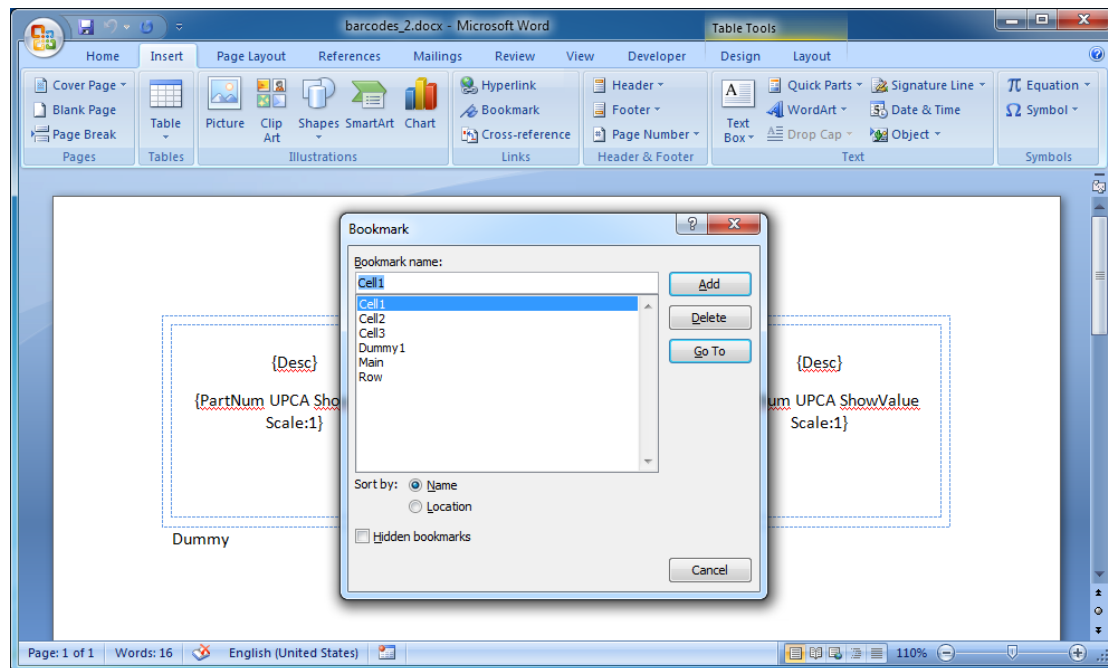 barcodes_2.docx - Microsoft Word
Table Tools
Home Insert Page Layout References Mailings Review View Developer Design Layout
Cover Page
Blank Page
Page Break
Pages
Table
Tables
Picture
Clip Art
Shapes
SmartArt
Chart
Illustrations
Hyperlink
Bookmark
Cross-reference
Links
Header
Footer
Page Number
Header & Footer
A
Text Box
Quick Parts
WordArt
Drop Cap
Signature Line
Date & Time
Object
Text
π Equation
Ω Symbol
Symbols
Bookmark
Bookmark name:
Cell1
Cell1
Cell2
Cell3
Dummy1
Main
Row
Add
Delete
Go To
Sort by: Name
Location
Hidden bookmarks
Cancel
{Desc}
{PartNum UPCA Sho
Scale:1}
{Desc}
um UPCA ShowValue
Scale:1}
Dummy
Page: 1 of 1 Words: 16 English (United States) 110%